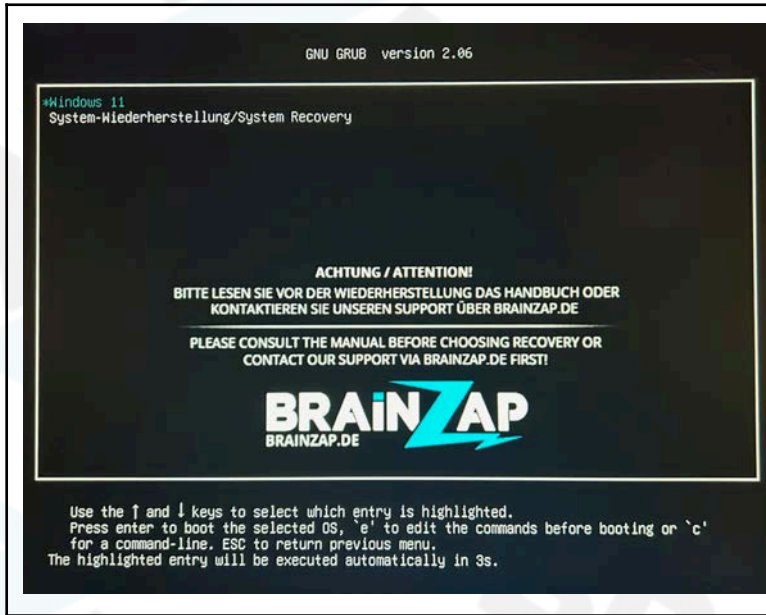 GNU GRUB version 2.06
*Windows 11
System-Wiederherstellung/System Recovery
ACHTUNG / ATTENTION!
BITTE LESEN SIE VOR DER WIEDERHERSTELLUNG DAS HANDBUCH ODER
KONTAKTIEREN SIE UNSEREN SUPPORT ÜBER BRAINZAP.DE
PLEASE CONSULT THE MANUAL BEFORE CHOOSING RECOVERY OR
CONTACT OUR SUPPORT VIA BRAINZAP.DE FIRST!
BRAiNZAP
BRAINZAP.DE
Use the ↑ and ↓ keys to select which entry is highlighted.
Press enter to boot the selected OS, `e' to edit the commands before booting or `c'
for a command-line. ESC to return previous menu.
The highlighted entry will be executed automatically in 3s.